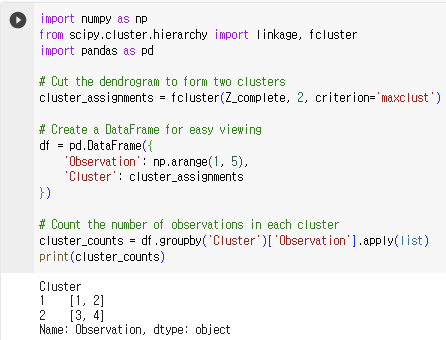 import numpy as np
from scipy.cluster.hierarchy import linkage, fcluster
import pandas as pd
# Cut the dendrogram to form two clusters
cluster_assignments = fcluster(Z_complete, 2, criterion='maxclust')
# Create a DataFrame for easy viewing
df = pd.DataFrame({
    'Observation': np.arange(1, 5),
    'Cluster': cluster_assignments
})
# Count the number of observations in each cluster
cluster_counts = df.groupby('Cluster')['Observation'].apply(list)
print(cluster_counts)
Cluster
1    [1, 2]
2    [3, 4]
Name: Observation, dtype: object